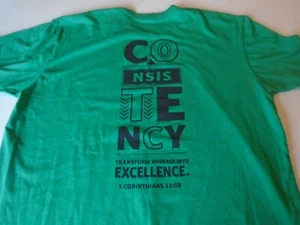 CO
NSIS
TE
NCY
TRANSFORM AVERAGE INTO
EXCELLENCE.
1 CORINTHIANS 15:58